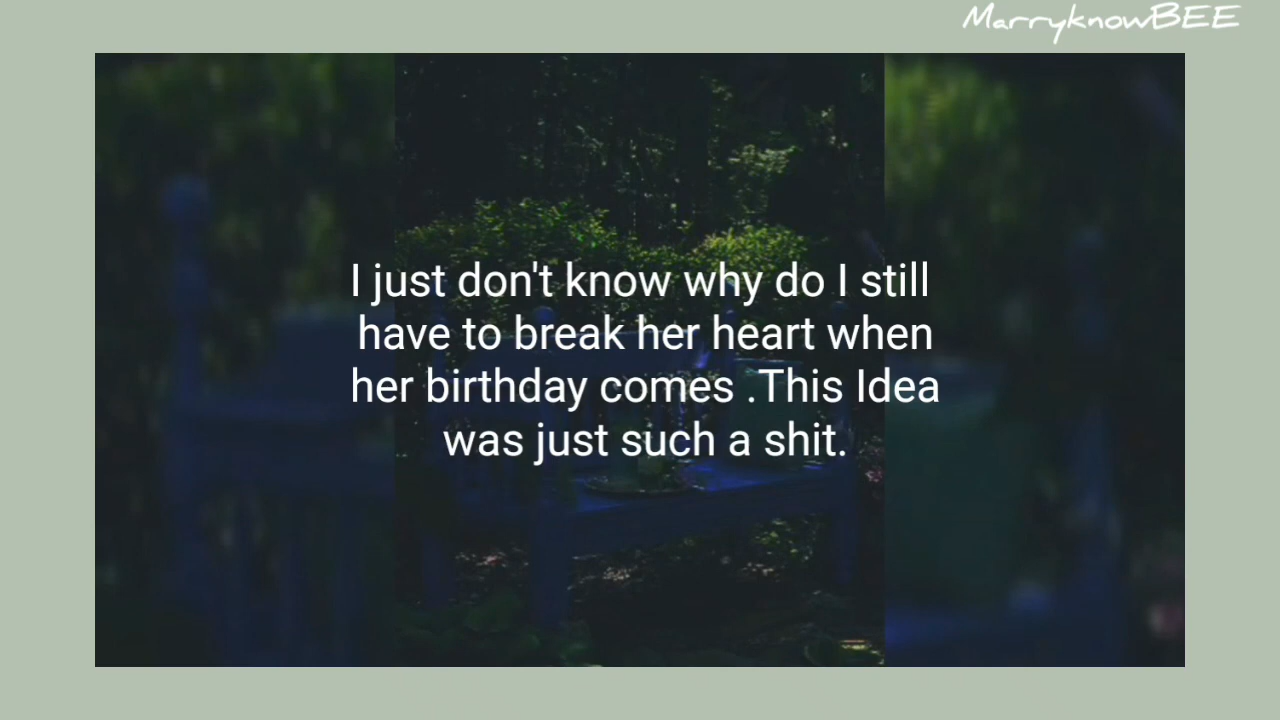 MarryknowBEE
I just don't know why do I still
have to break her heart when
her birthday comes .This Idea
was just such a shit.